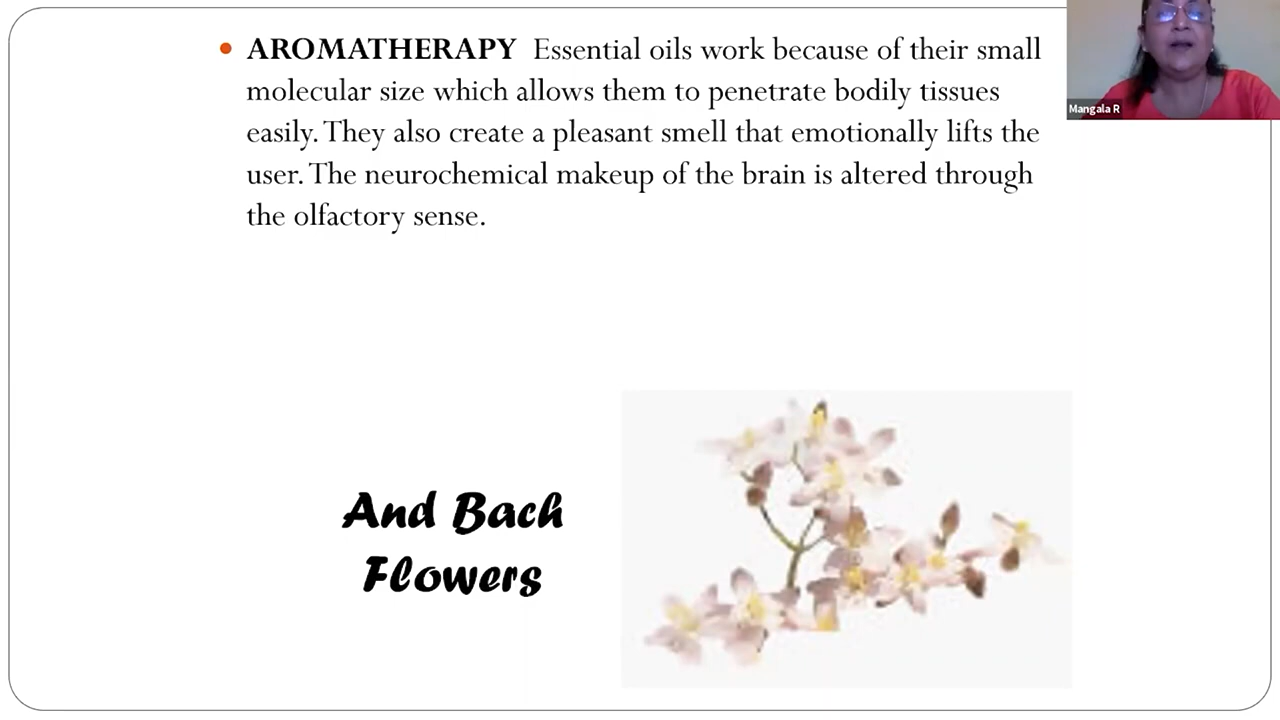 AROMATHERAPY Essential oils work because of their small
molecular size which allows them to penetrate bodily tissues
easily. They also create a pleasant smell that emotionally lifts the
user. The neurochemical makeup of the brain is altered through
the olfactory sense.
Mangala R
And Bach
Flowers